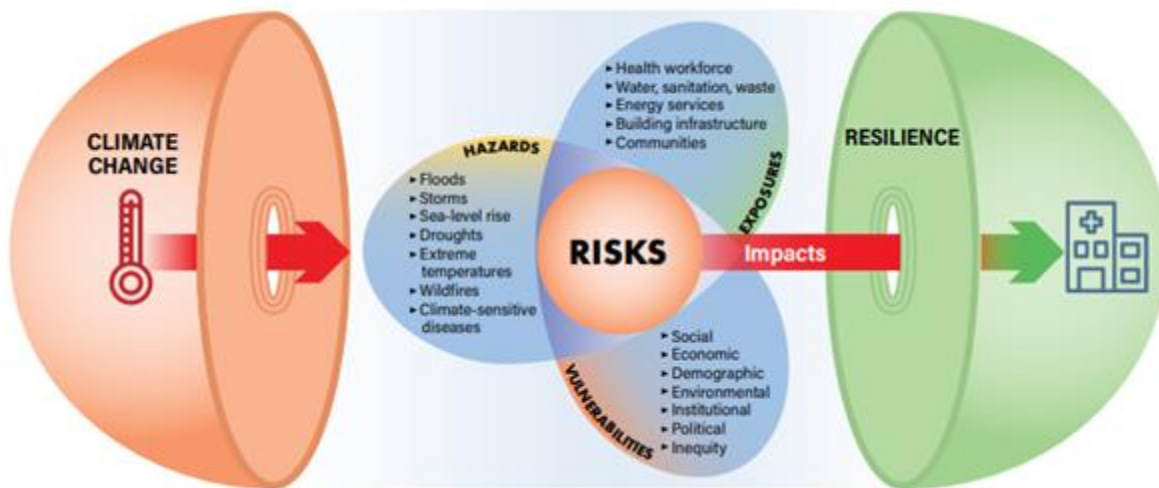 CLIMATE
CHANGE
HAZARDS
▸ Floods
▸ Storms
▸ Sea-level rise
▸ Droughts
▸ Extreme
temperatures
▸ Wildfires
▸ Climate-sensitive
diseases
▸ Health workforce
▸ Water, sanitation, waste
▸ Energy services
▸ Building infrastructure
▸ Communities
EXPOSURES
RISKS
Impacts
VULNERABILITIES
▸ Social
▸ Economic
▸ Demographic
▸ Environmental
▸ Institutional
▸ Political
▸ Inequity
RESILIENCE